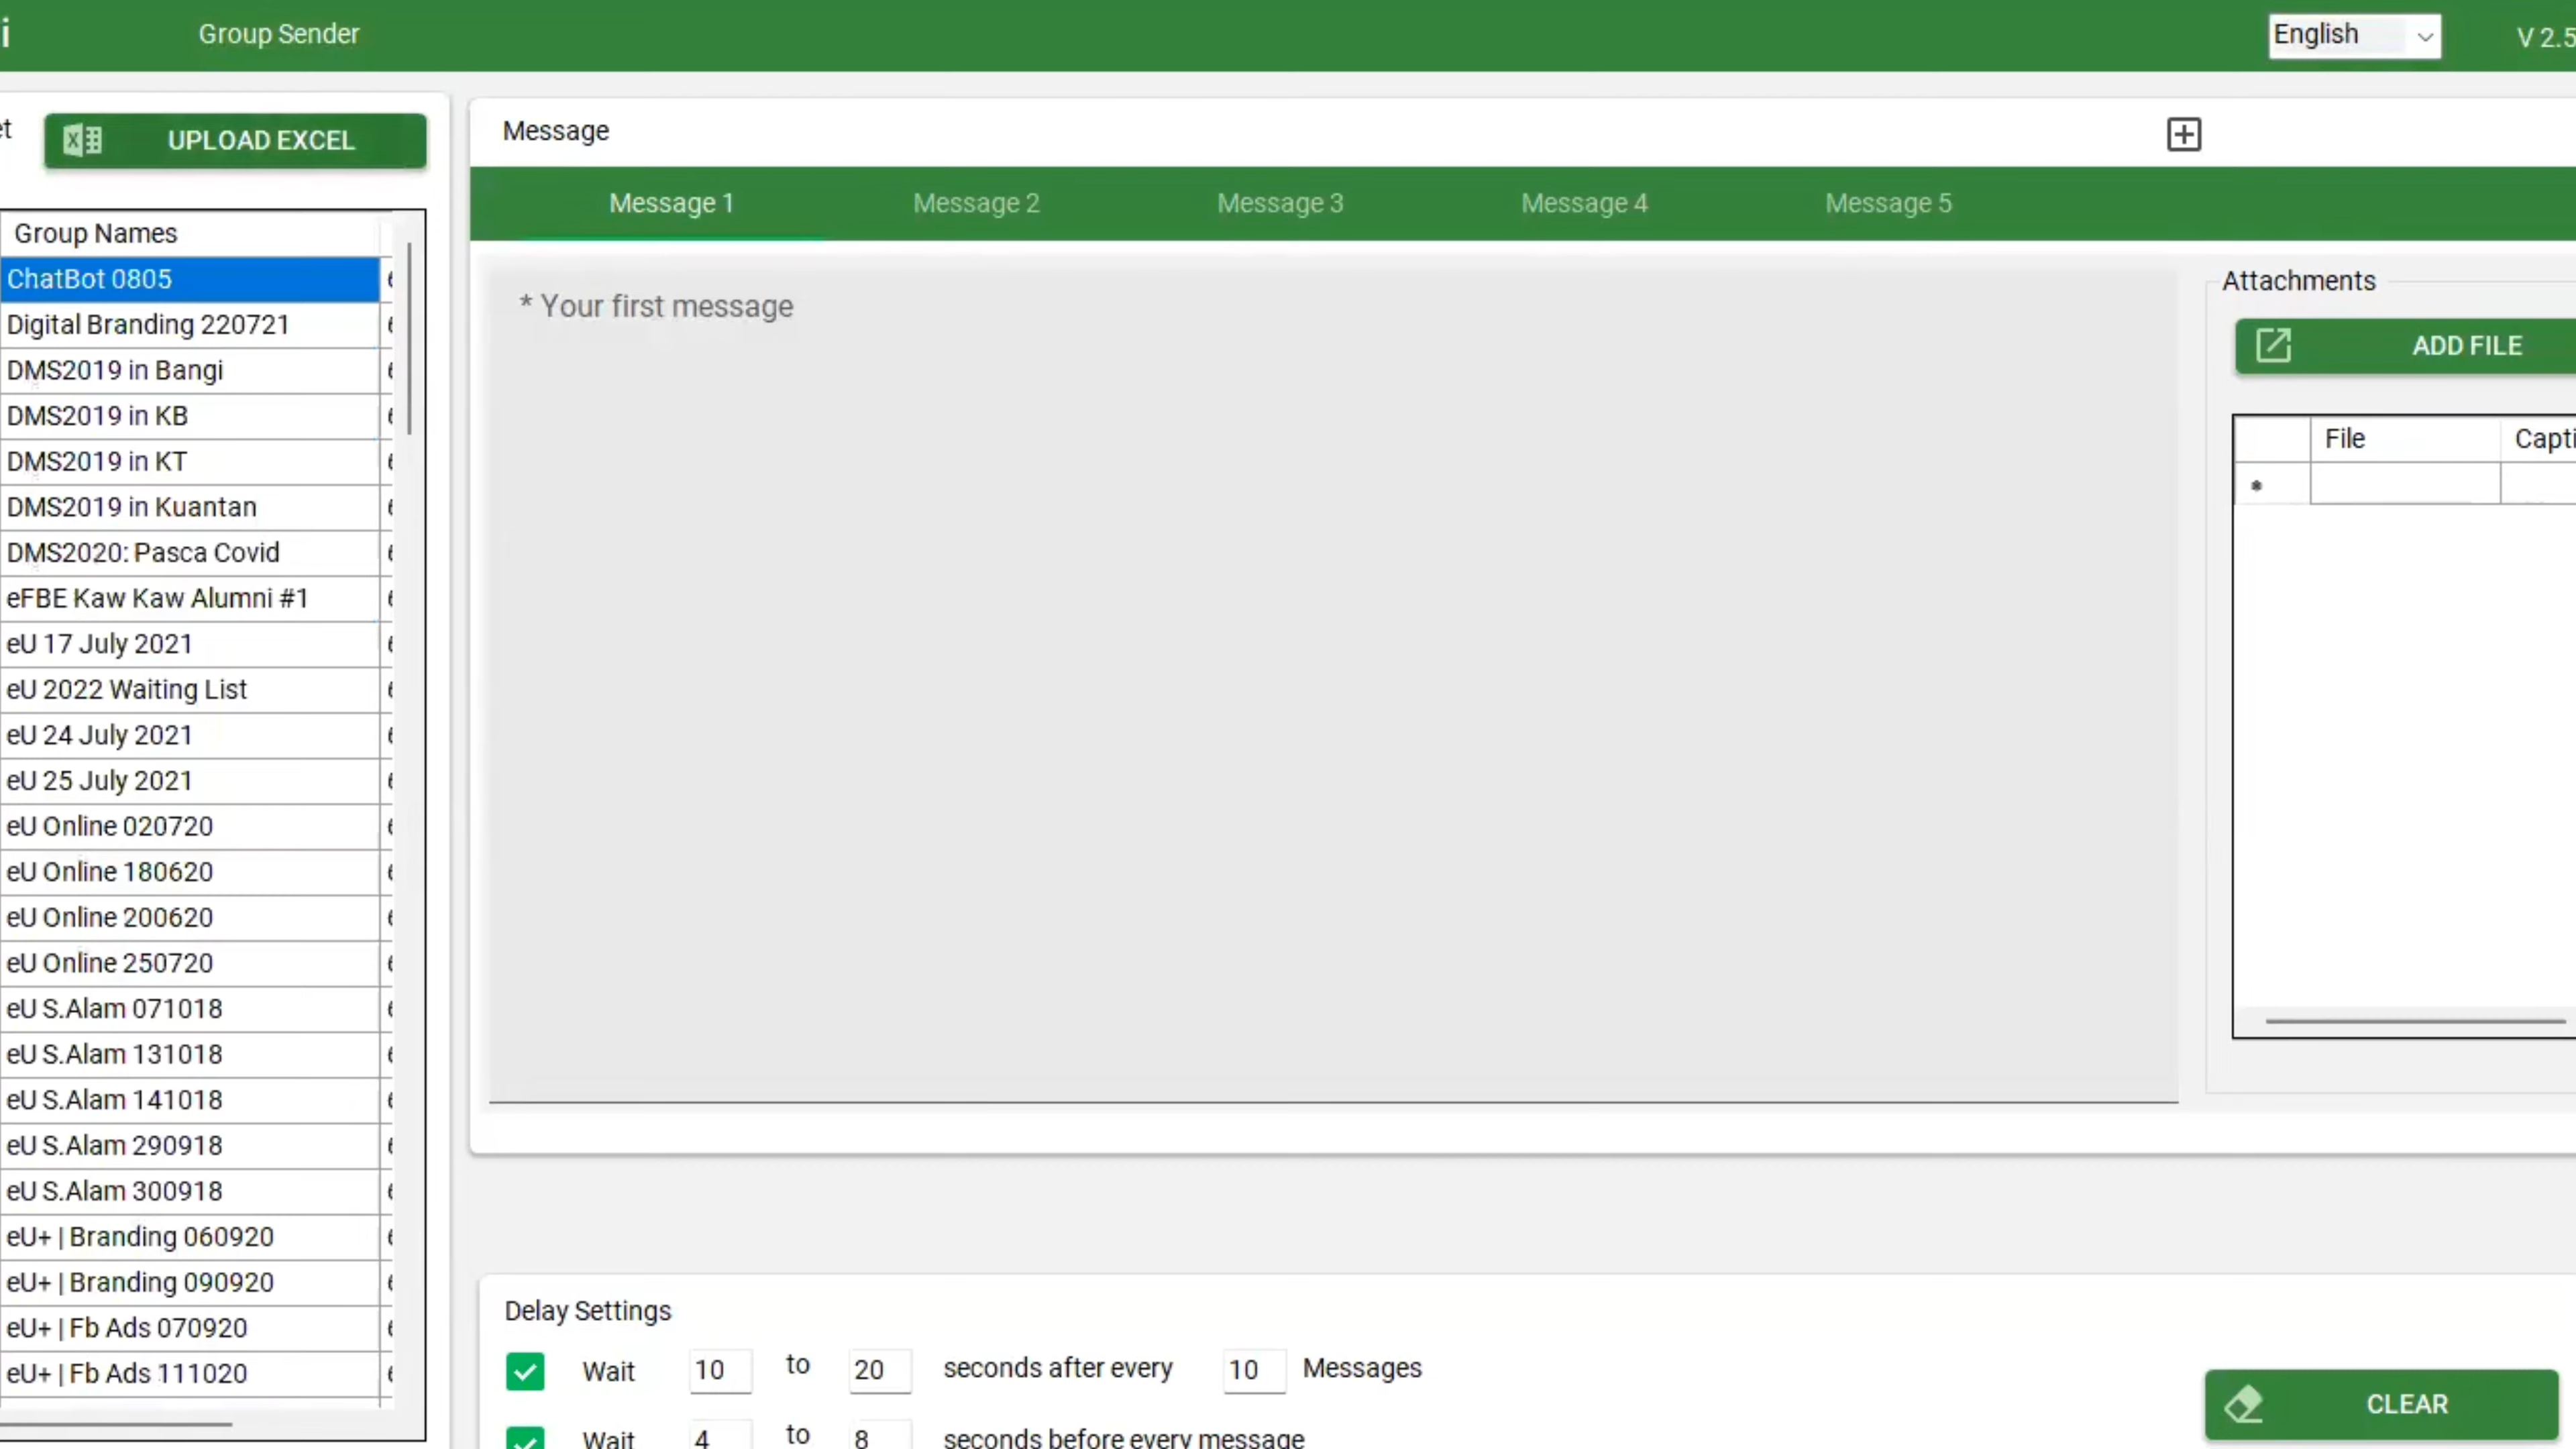 i
Group Sender
English
V 2.5
et
UPLOAD EXCEL
Group Names
ChatBot 0805
Digital Branding 220721
DMS2019 in Bangi
DMS2019 in KB
DMS2019 in KT
DMS2019 in Kuantan
DMS2020: Pasca Covid
eFBE Kaw Kaw Alumni #1
eU 17 July 2021
eU 2022 Waiting List
eU 24 July 2021
eU 25 July 2021
eU Online 020720
eU Online 180620
eU Online 200620
eU Online 250720
eU S.Alam 071018
eU S.Alam 131018
eU S.Alam 141018
eU S.Alam 290918
eU S.Alam 300918
eU+ | Branding 060920
eU+ | Branding 090920
eU+ | Fb Ads 070920
eU+ | Fb Ads 111020
Message
Message 1
Message 2
Message 3
Message 4
Message 5
* Your first message
Attachments
ADD FILE
File
Capti
*
Delay Settings
Wait 10 to 20 seconds after every 10 Messages
Wait 4 to 8 seconds before every message
CLEAR